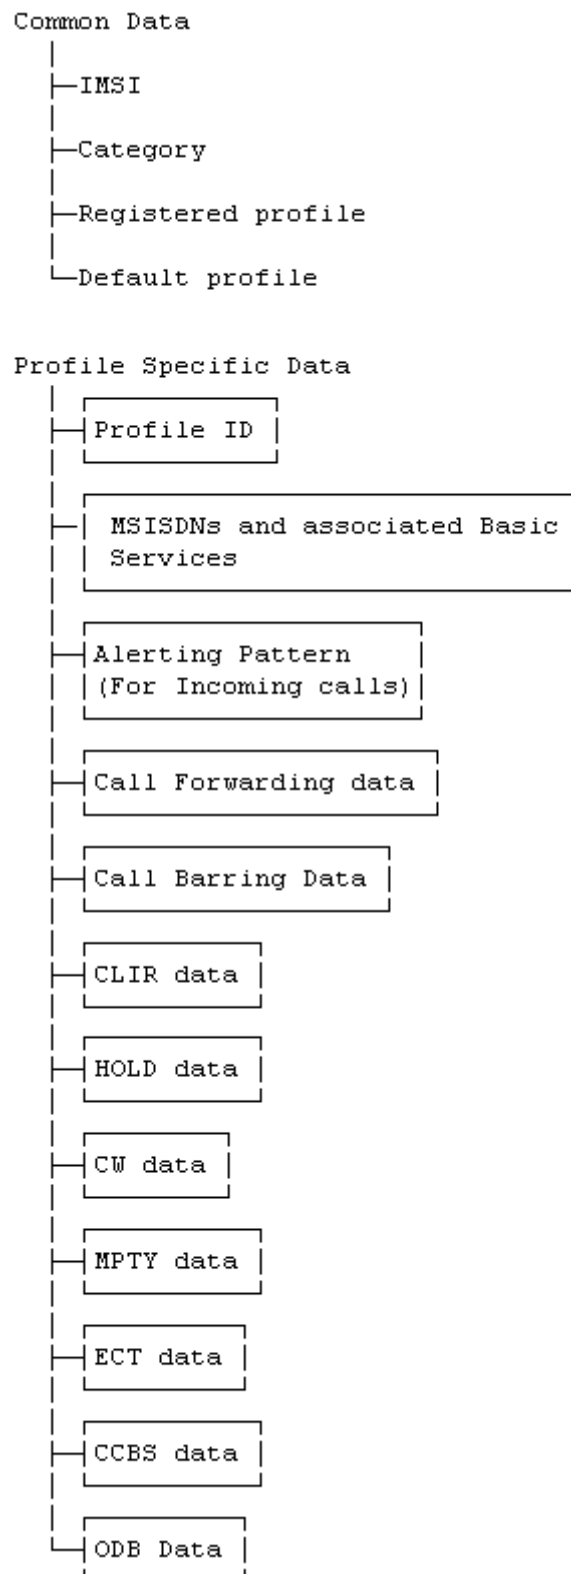 Common Data
IMSI
Category
Registered profile
Default profile
Profile Specific Data
Profile ID
MSISDNs and associated Basic
Services
Alerting Pattern
(For Incoming calls)
Call Forwarding data
Call Barring Data
CLIR data
HOLD data
CW data
MPTY data
ECT data
CCBS data
ODB Data